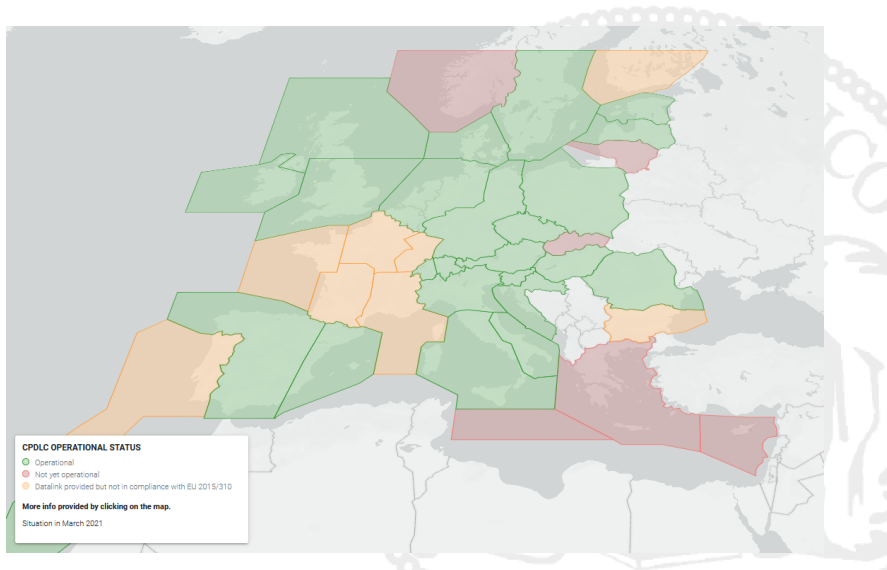 CPDLC OPERATIONAL STATUS
Operational
Not yet operational
Datalink provided but not in compliance with EU 2015/310
More info provided by clicking on the map.
Situation in March 2021